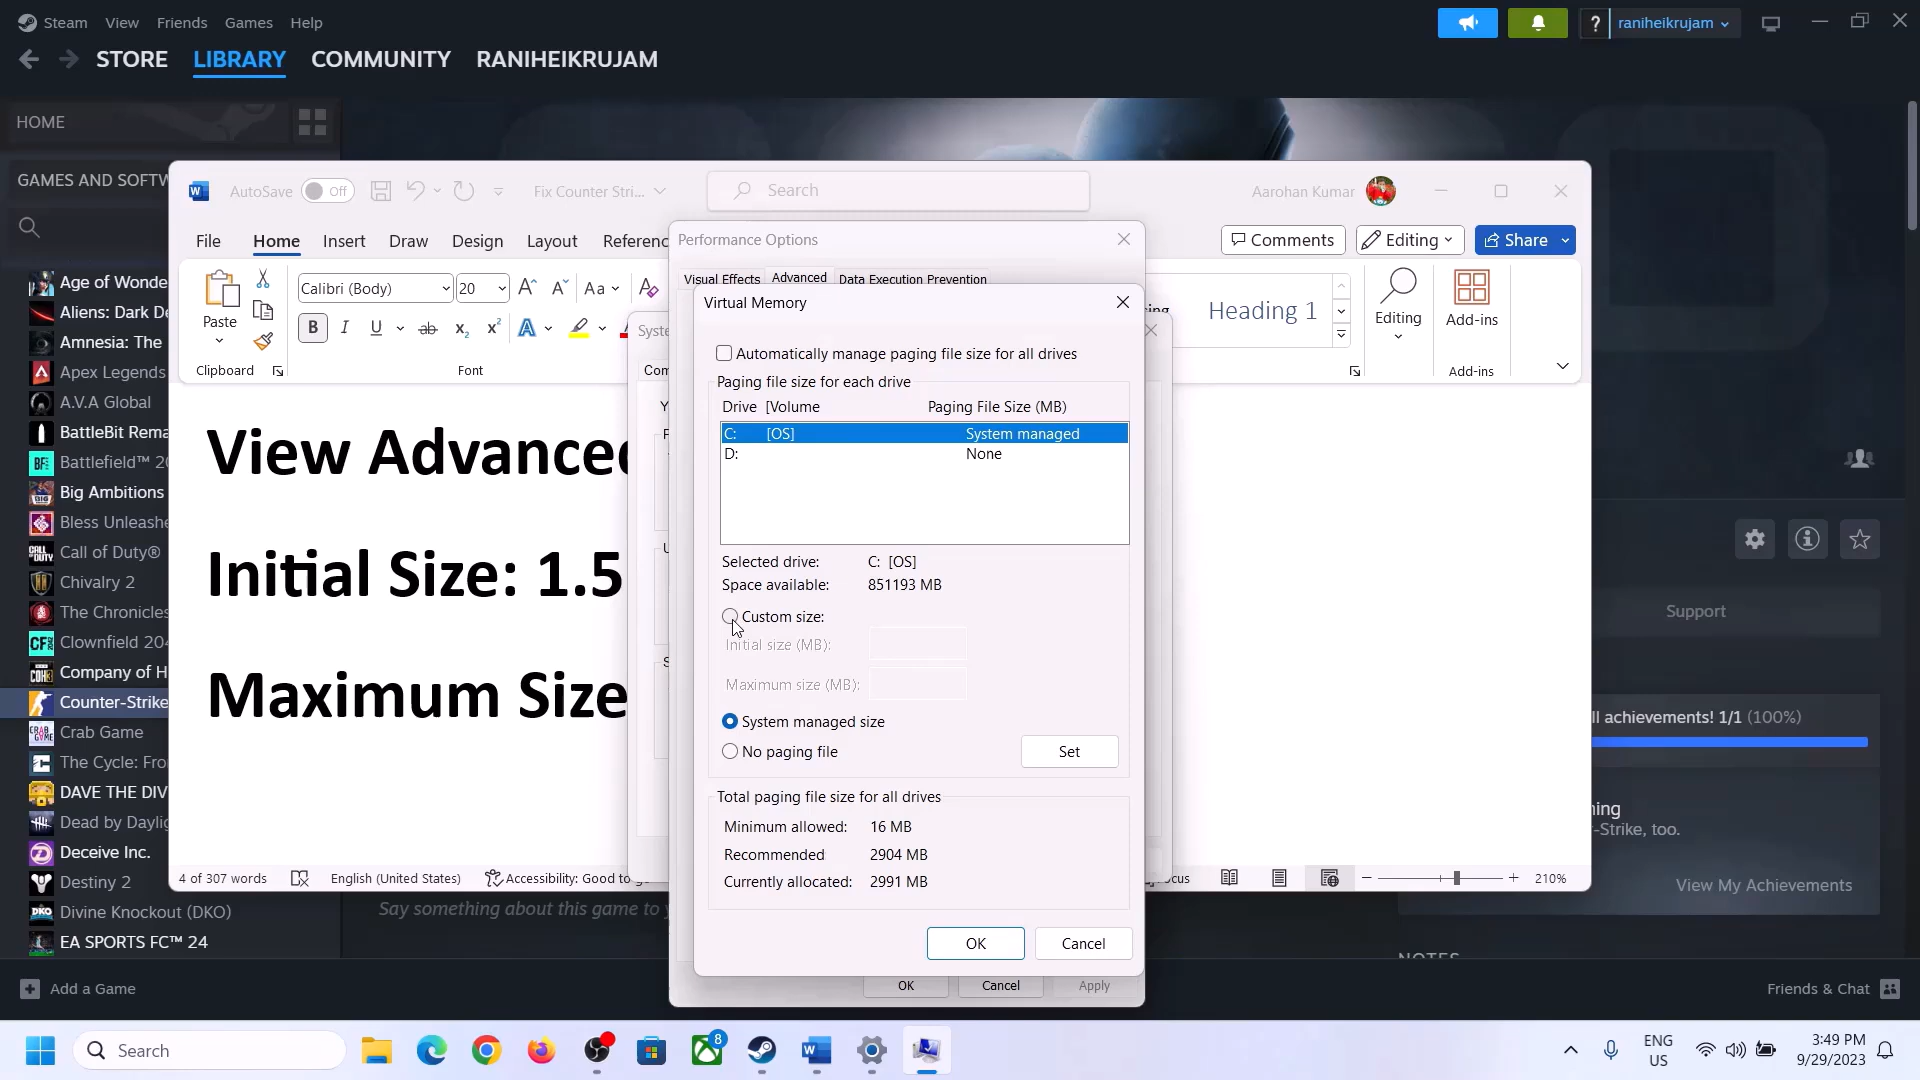 Steam View Friends Games Help
raniheikrujam
STORE LIBRARY COMMUNITY RANIHEIKRUJAM
HOME
GAMES AND SOFTW
Age of Wonde
Aliens: Dark De
Amnesia: The
Apex Legends
A.V.A Global
BattleBit Rema
Battlefield™ 20
Big Ambitions
Bless Unleashe
Call of Duty®
Chivalry 2
The Chronicles
Clownfield 204
Company of H
Counter-Strike
Crab Game
The Cycle: Fro
DAVE THE DIV
Dead by Daylig
Deceive Inc.
Destiny 2
Divine Knockout (DKO)
EA SPORTS FC™ 24
Add a Game
AutoSave Off Fix Counter Stri... Search Aarohan Kumar
File Home Insert Draw Design Layout Referenc Comments Editing Share
Paste
Calibri (Body) 20
Heading 1
Editing
Add-ins
Clipboard Font Add-ins
View Advanced
Initial Size: 1.5
Maximum Size
4 of 307 words English (United States) Accessibility: Good to 210%
Say something about this game to
Performance Options
Visual Effects Advanced Data Execution Prevention
Virtual Memory
Automatically manage paging file size for all drives
Paging file size for each drive
Drive [Volume Paging File Size (MB)
C: [OS] System managed
D: None
Selected drive: C: [OS]
Space available: 851193 MB
Custom size:
Initial size (MB):
Maximum size (MB):
System managed size
No paging file Set
Total paging file size for all drives
Minimum allowed: 16 MB
Recommended 2904 MB
Currently allocated: 2991 MB
OK Cancel
OK Cancel Apply
Support
ll achievements! 1/1 (100%)
ning
-Strike, too.
View My Achievements
NOTES
Friends & Chat
Search
8
ENG
US
3:49 PM
9/29/2023